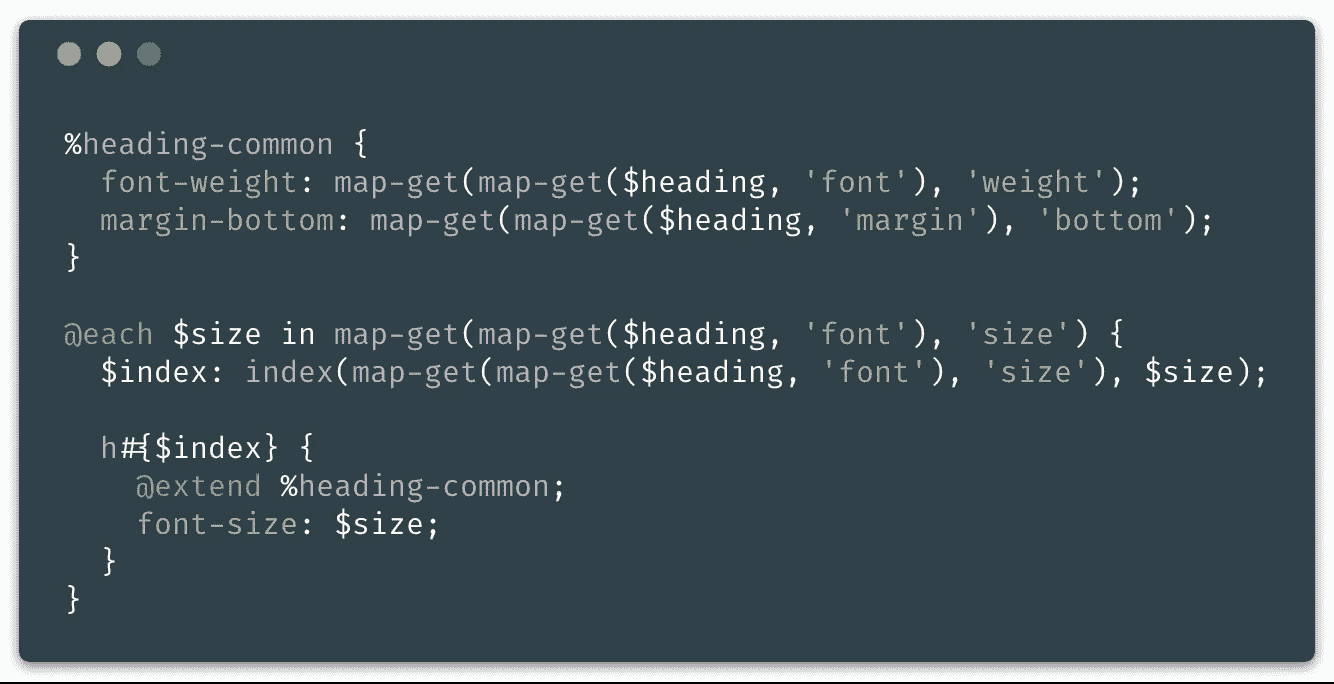 %heading-common {
  font-weight: map-get(map-get($heading, 'font'), 'weight');
  margin-bottom: map-get(map-get($heading, 'margin'), 'bottom');
}

@each $size in map-get(map-get($heading, 'font'), 'size') {
  $index: index(map-get(map-get($heading, 'font'), 'size'), $size);

  h#{$index} {
    @extend %heading-common;
    font-size: $size;
  }
}